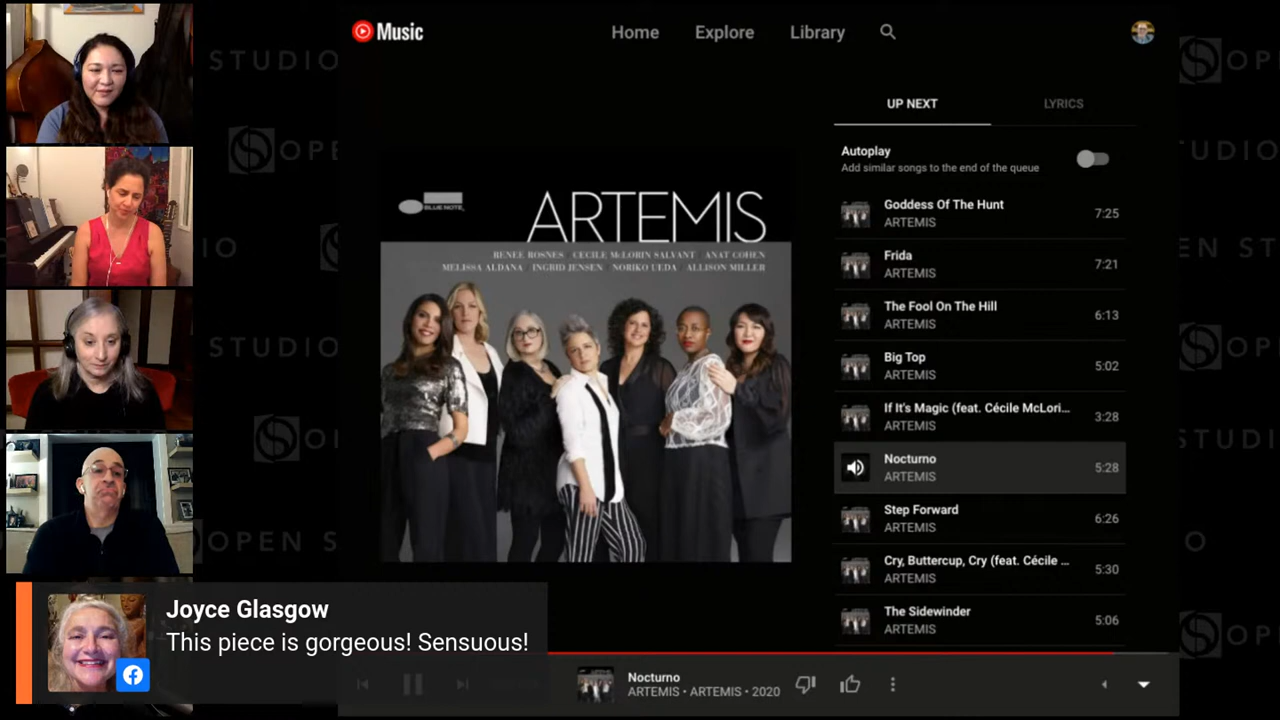 Music
Home
Explore
Library
UP NEXT
LYRICS
Autoplay
Add similar songs to the end of the queue
BLUE NOTE
ARTEMIS
RENEE ROSNES CECILE McLORIN SALVANT ANAT COHEN
MELISSA ALDANA INGRID JENSEN NORIKO UEDA ALLISON MILLER
Goddess Of The Hunt
ARTEMIS
7:25
Frida
ARTEMIS
7:21
The Fool On The Hill
ARTEMIS
6:13
Big Top
ARTEMIS
5:02
If It's Magic (feat. Cécile McLori...
ARTEMIS
3:28
Nocturno
ARTEMIS
5:28
Step Forward
ARTEMIS
6:26
Cry, Buttercup, Cry (feat. Cécile ...
ARTEMIS
5:30
The Sidewinder
ARTEMIS
5:06
Joyce Glasgow
This piece is gorgeous! Sensuous!
Nocturno
ARTEMIS • ARTEMIS • 2020
STUDIO
OPEN S